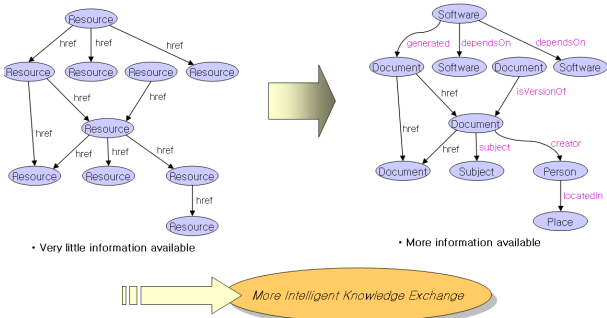 Resource
href
href
href
Resource
Resource
Resource
Resource
href
href
href
Resource
href
href
href
Resource
Resource
Resource
href
Resource
• Very little information available
Software
generated
dependsOn
dependsOn
Document
Software
Document
Software
href
isVersionOf
Document
href
href
subject
creator
Document
Subject
Person
locatedIn
Place
• More information available
More Intelligent Knowledge Exchange